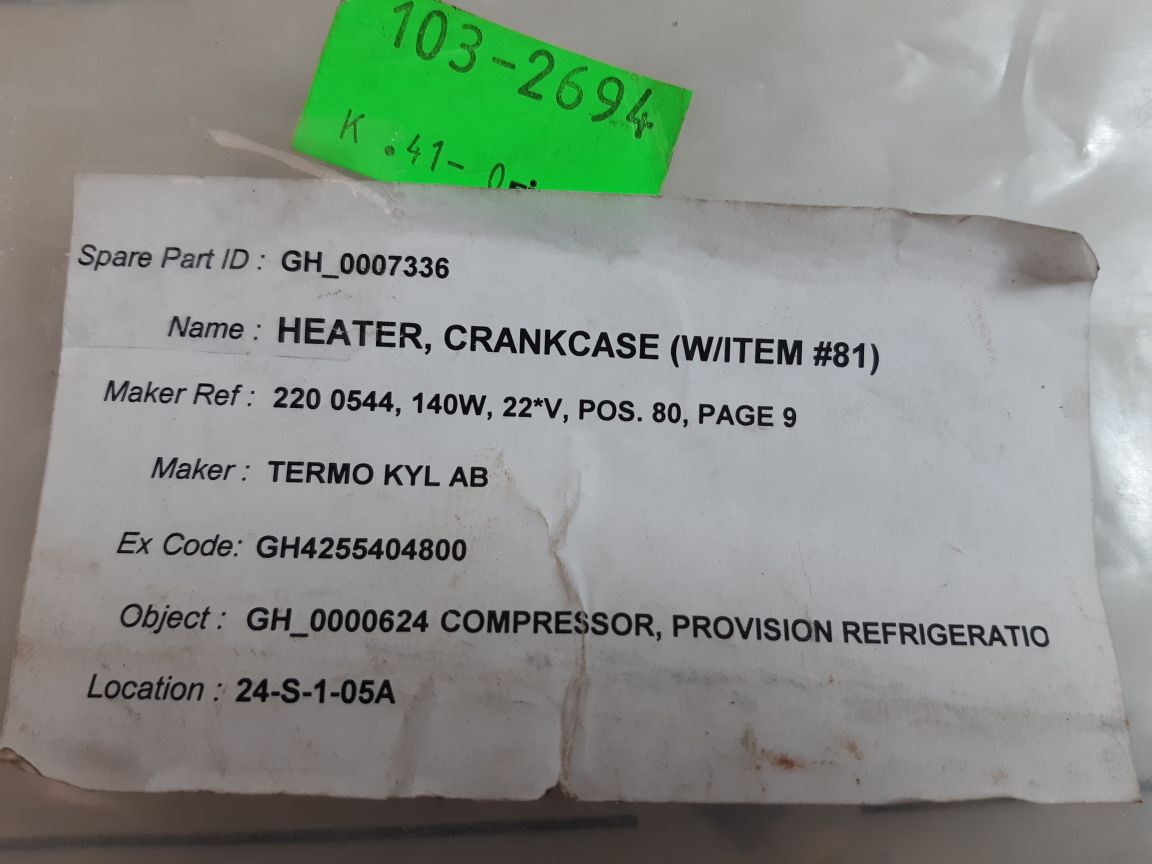 103-2694
K .41-
Spare Part ID : GH_0007336
Name : HEATER, CRANKCASE (W/ITEM #81)
Maker Ref : 220 0544, 140W, 22*V, POS. 80, PAGE 9
Maker : TERMO KYL AB
Ex Code: GH4255404800
Object : GH_0000624 COMPRESSOR, PROVISION REFRIGERATIO
Location : 24-S-1-05A